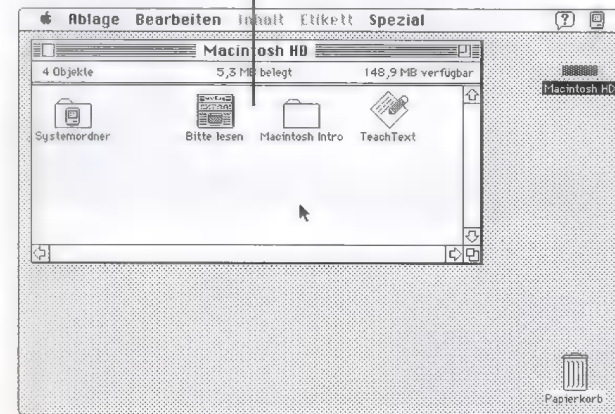 Ablage Bearbeiten Inhalt Etikett Spezial
Macintosh HD
4 Objekte 5,3 MB belegt 148,9 MB verfügbar
Macintosh HD
Systemordner Bitte lesen Macintosh Intro TeachText
Papierkorb